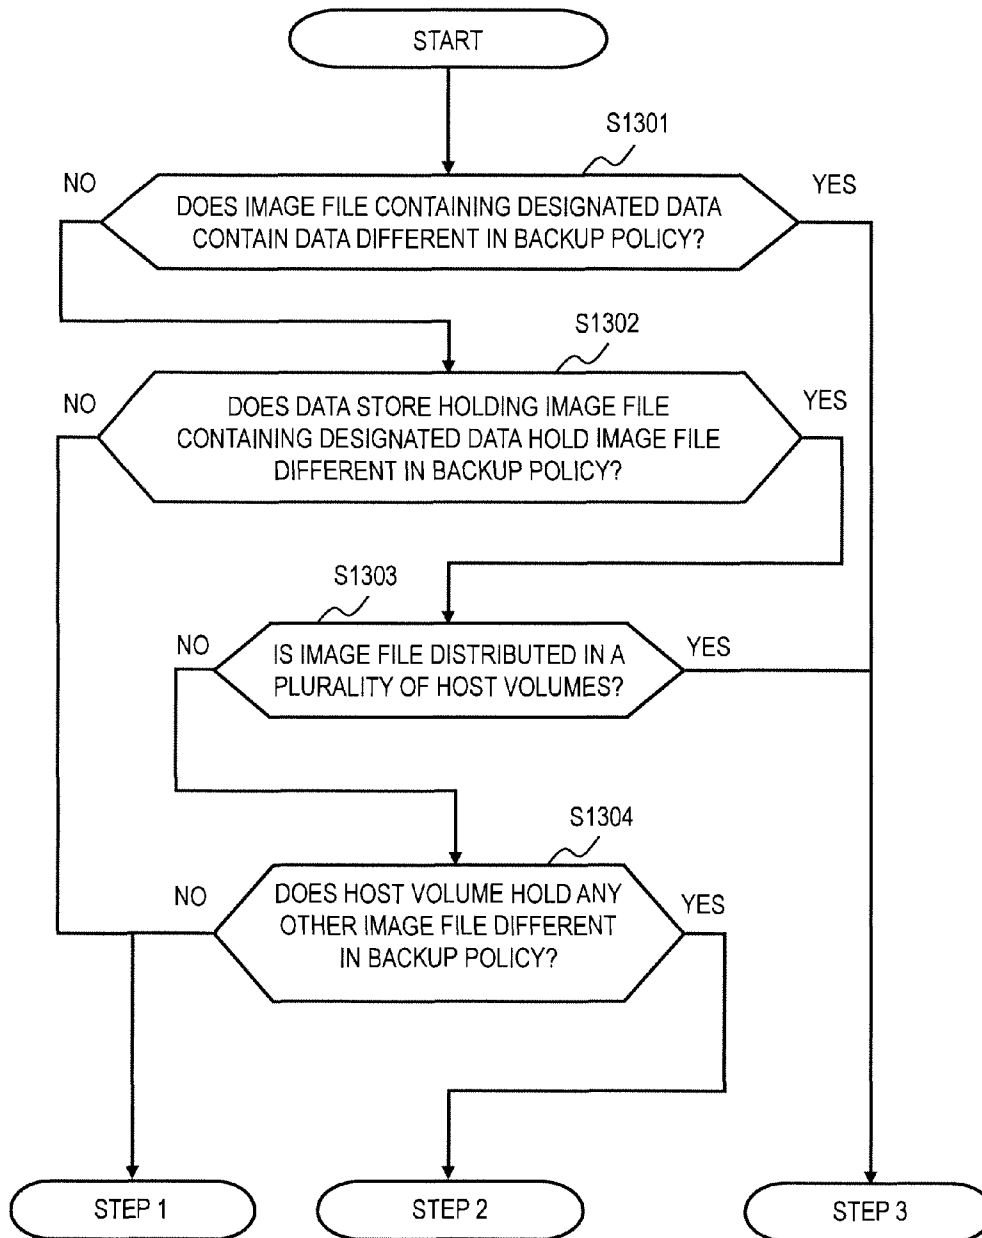 START
S1301
NO
YES
DOES IMAGE FILE CONTAINING DESIGNATED DATA
CONTAIN DATA DIFFERENT IN BACKUP POLICY?
S1302
NO
YES
DOES DATA STORE HOLDING IMAGE FILE
CONTAINING DESIGNATED DATA HOLD IMAGE FILE
DIFFERENT IN BACKUP POLICY?
S1303
NO
YES
IS IMAGE FILE DISTRIBUTED IN A
PLURALITY OF HOST VOLUMES?
S1304
NO
YES
DOES HOST VOLUME HOLD ANY
OTHER IMAGE FILE DIFFERENT
IN BACKUP POLICY?
STEP 1
STEP 2
STEP 3